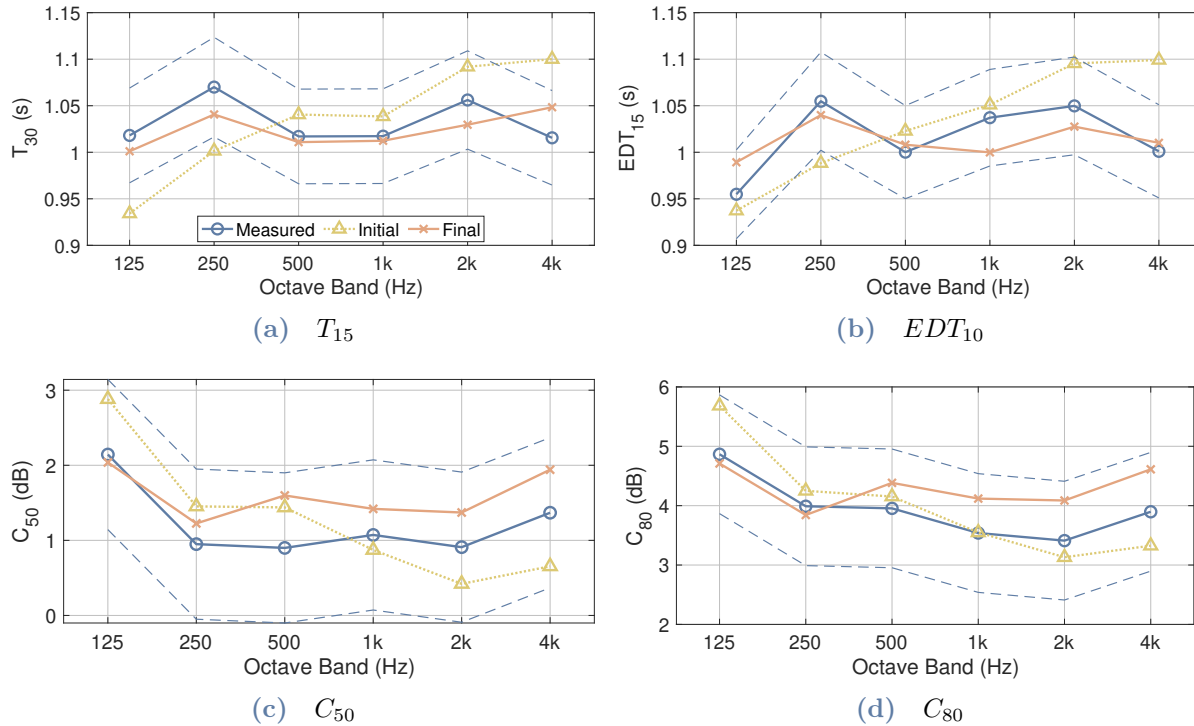 1.15
1.1
1.05
1
0.95
0.9
T30 (s)
Measured Initial Final
125 250 500 1k 2k 4k
Octave Band (Hz)
(a) T15
1.15
1.1
1.05
1
0.95
0.9
EDT15 (s)
125 250 500 1k 2k 4k
Octave Band (Hz)
(b) EDT10
3
2
1
0
C50 (dB)
125 250 500 1k 2k 4k
Octave Band (Hz)
(c) C50
6
5
4
3
2
C80 (dB)
125 250 500 1k 2k 4k
Octave Band (Hz)
(d) C80